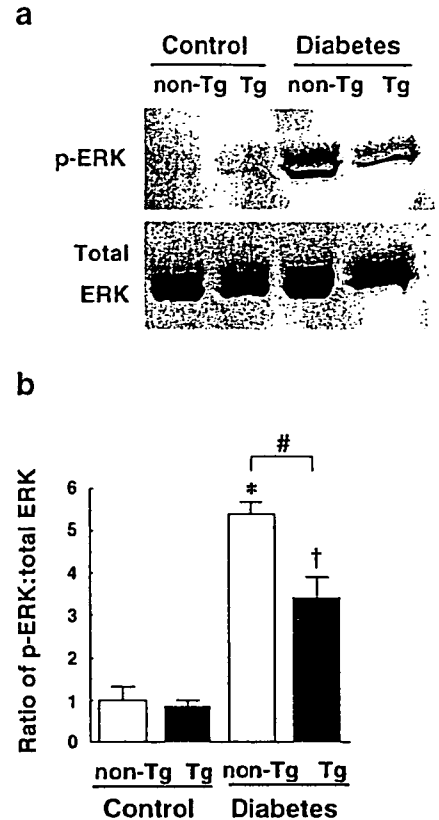 a
Control Diabetes
non-Tg Tg non-Tg Tg
p-ERK
Total
ERK
b
#
Ratio of p-ERK:total ERK
6
*
5
4
†
3
2
1
0
non-Tg Tg non-Tg Tg
Control Diabetes